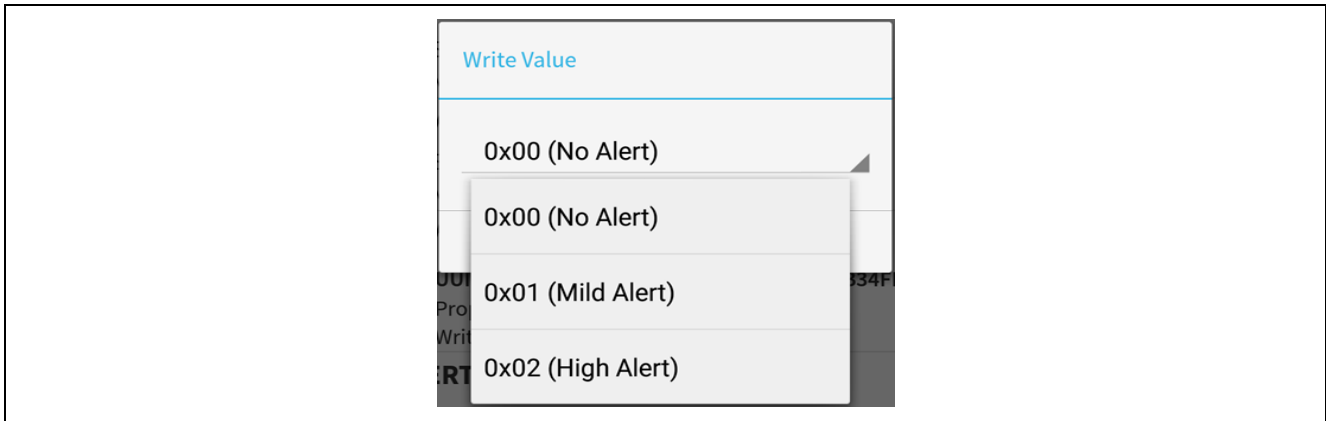 Write Value
0x00 (No Alert)
0x00 (No Alert)
0x01 (Mild Alert)
0x02 (High Alert)